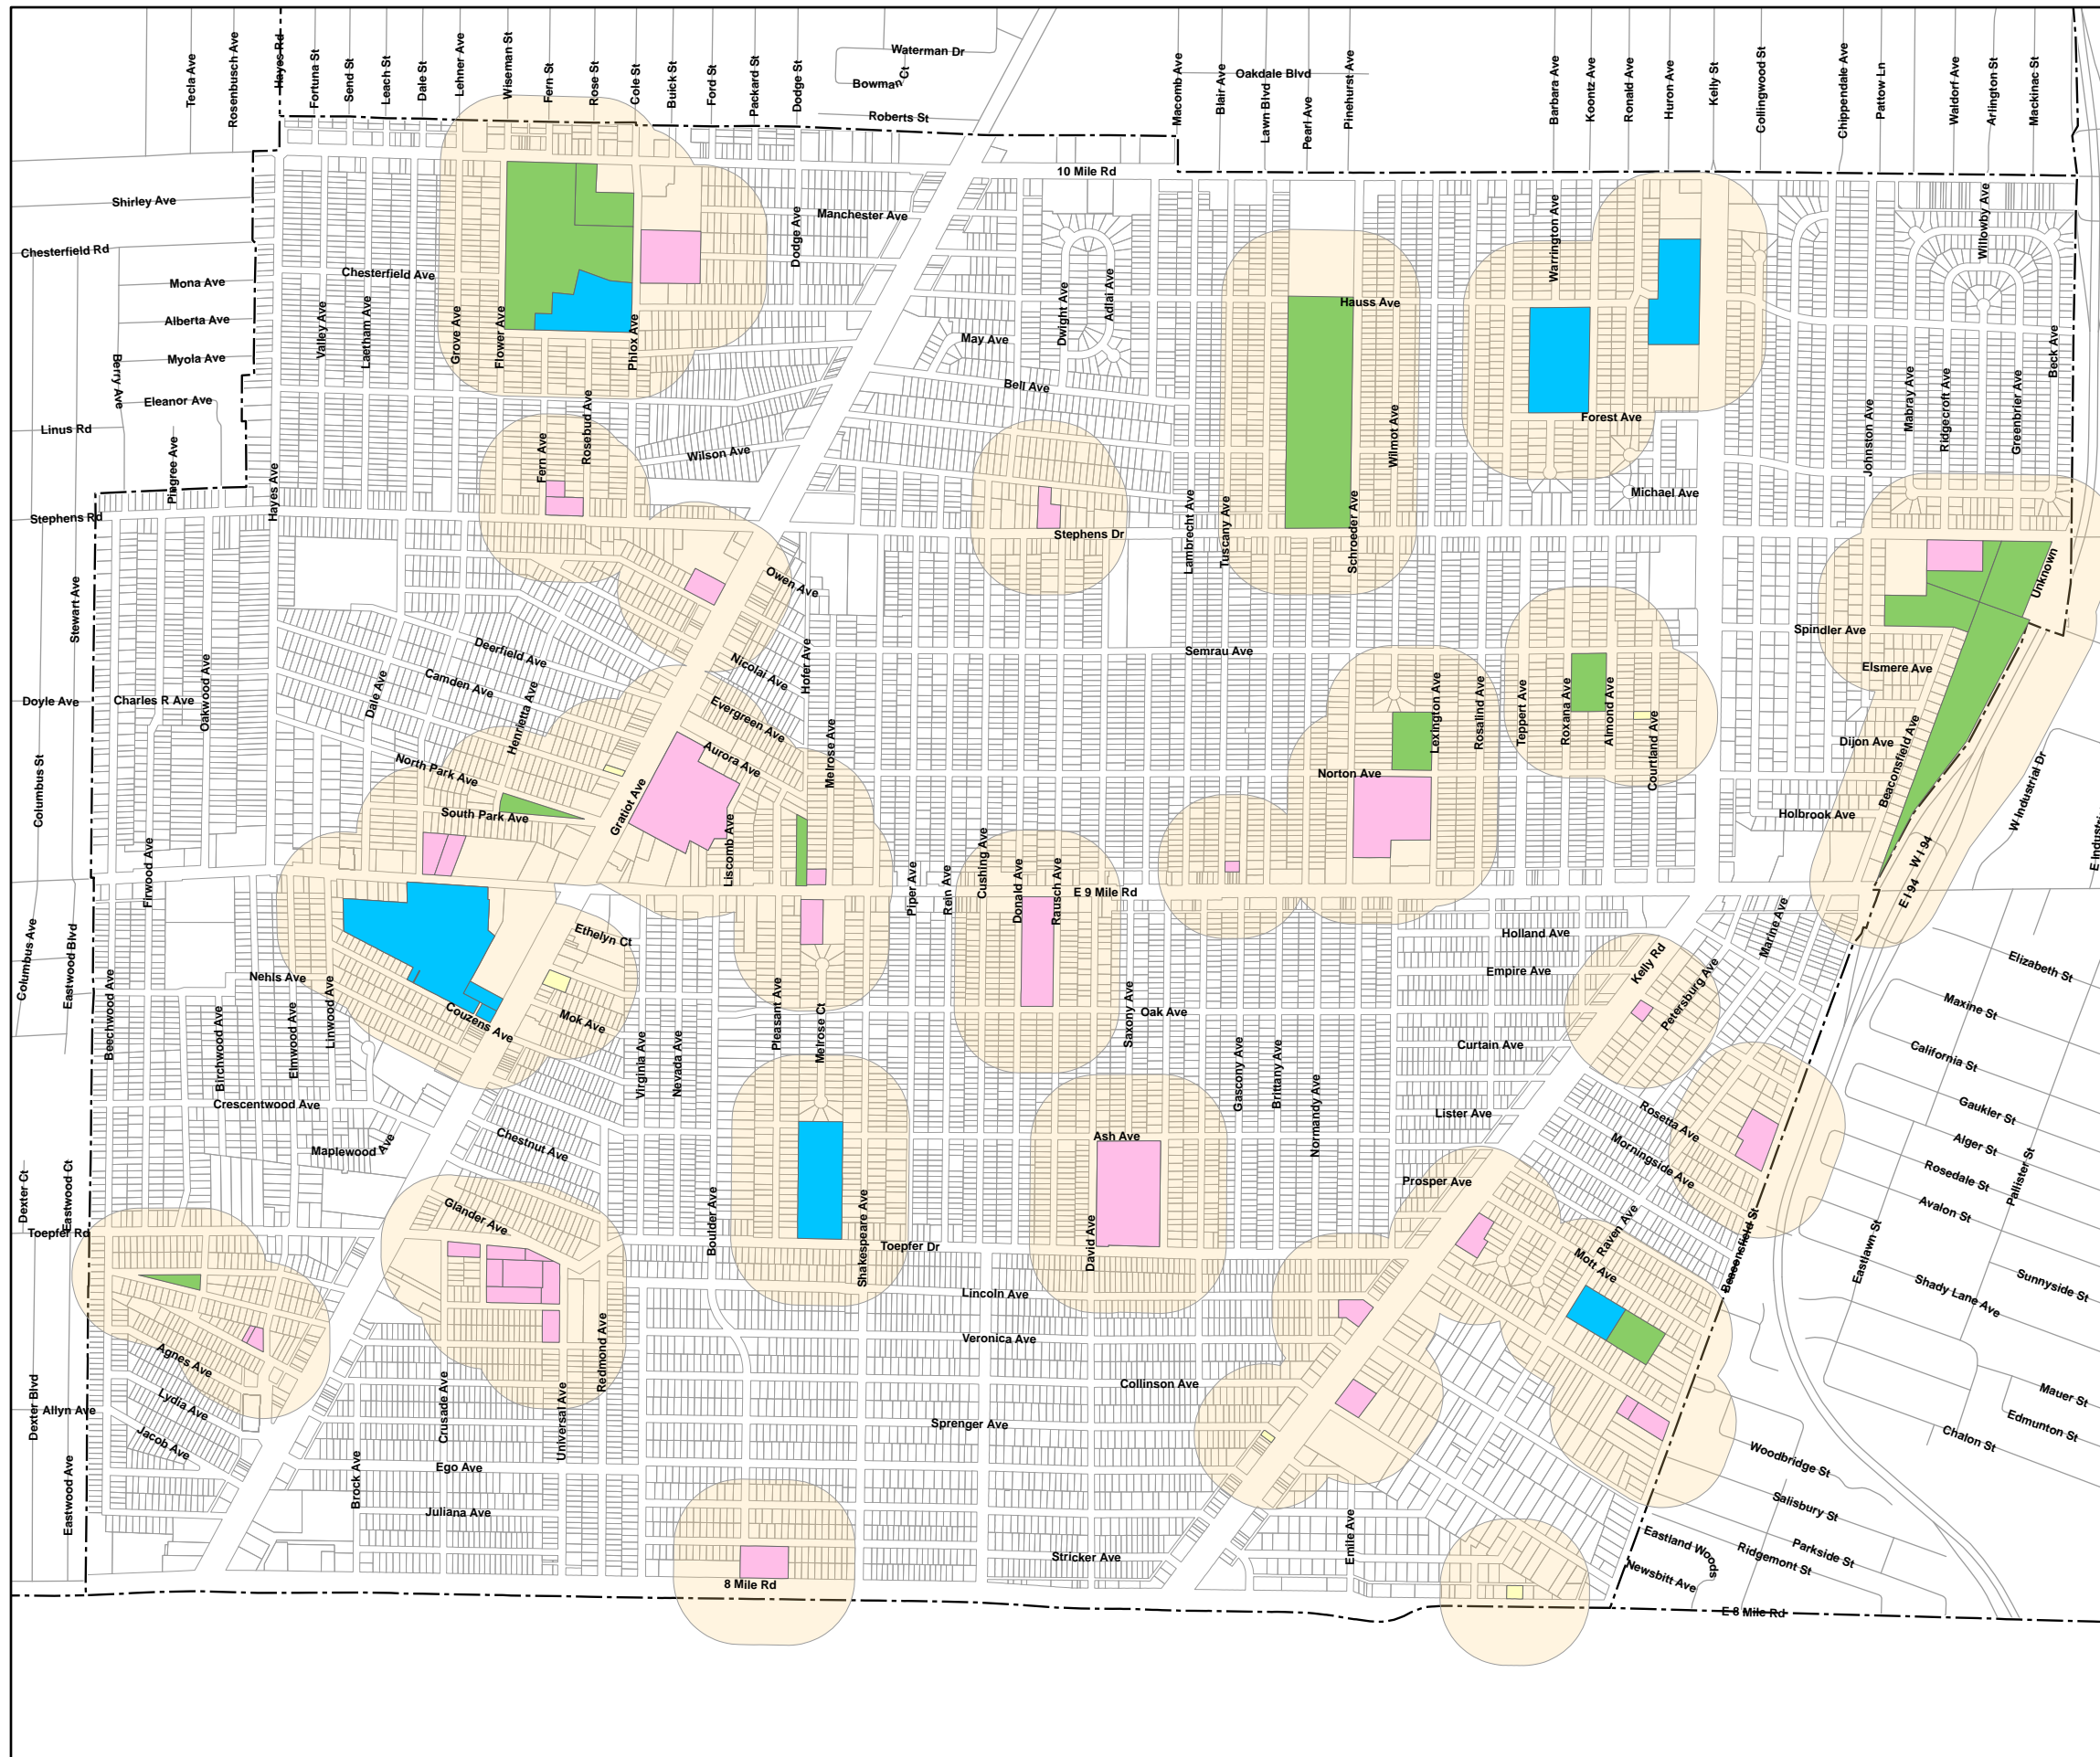 Tecla Ave
Rosenbusch Ave
Hayes Rd
Fortuna St
Send St
Leach St
Dale St
Lehner Ave
Wiseman St
Fern St
Rose St
Cole St
Buick St
Ford St
Packard St
Dodge St
Waterman Dr
Bowman Ct
Roberts St
Macomb Ave
Blair Ave
Lawn Blvd
Pearl Ave
Pinehurst Ave
Oakdale Blvd
Barbara Ave
Koontz Ave
Ronald Ave
Huron Ave
Kelly St
Collingwood St
Chippendale Ave
Pattow Ln
Waldorf Ave
Arlington St
Mackinac St
10 Mile Rd
Shirley Ave
Manchester Ave
Dodge Ave
Warrington Ave
Willowby Ave
Chesterfield Rd
Chesterfield Ave
Mona Ave
Alberta Ave
Myola Ave
Eleanor Ave
Berry Ave
Linus Rd
Pingree Ave
Valley Ave
Laetham Ave
Grove Ave
Flower Ave
Phlox Ave
May Ave
Dwight Ave
Adlai Ave
Hauss Ave
Bell Ave
Beck Ave
Mabray Ave
Ridgecroft Ave
Greenbrier Ave
Johnston Ave
Forest Ave
Wilmot Ave
Rosebud Ave
Fern Ave
Wilson Ave
Michael Ave
Stephens Rd
Hayes Ave
Stephens Dr
Lambrecht Ave
Tuscany Ave
Schroeder Ave
Owen Ave
Unknown
Stewart Ave
Spindler Ave
Deerfield Ave
Nicolai Ave
Hofer Ave
Semrau Ave
Elsmere Ave
Camden Ave
Doyle Ave
Charles R Ave
Oakwood Ave
Dale Ave
Henrietta Ave
Evergreen Ave
Lexington Ave
Rosalind Ave
Teppert Ave
Roxana Ave
Almond Ave
Courtland Ave
Dijon Ave
Beaconsfield Ave
Aurora Ave
Melrose Ave
North Park Ave
Norton Ave
Columbus St
South Park Ave
Gratiot Ave
Holbrook Ave
W Industrial Dr
W I 94
E I 94
Firwood Ave
Liscomb Ave
Piper Ave
Rein Ave
Cushing Ave
Donald Ave
Rausch Ave
E 9 Mile Rd
Columbus Ave
Eastwood Blvd
Ethelyn Ct
Holland Ave
Marine Ave
Kelly Rd
Elizabeth St
Nehls Ave
Empire Ave
Petersburg Ave
Maxine St
Beechwood Ave
Birchwood Ave
Elmwood Ave
Linwood Ave
Couzens Ave
Mok Ave
Pleasant Ave
Melrose Ct
Saxony Ave
Oak Ave
Virginia Ave
Nevada Ave
Gascony Ave
Brittany Ave
Normandy Ave
Curtain Ave
California St
Crescentwood Ave
Lister Ave
Rosetta Ave
Gaukler St
Maplewood Ave
Chestnut Ave
Ash Ave
Morningside Ave
Alger St
Rosedale St
Pallister St
Dexter Ct
Eastwood Ct
Prosper Ave
Avalon St
Toepfer Rd
Glander Ave
Boulder Ave
Shakespeare Ave
Toepfer Dr
David Ave
Raven Ave
Mott Ave
Beaconsfield St
Eastlawn St
Lincoln Ave
Shady Lane Ave
Sunnyside St
Veronica Ave
Agnes Ave
Redmond Ave
Collinson Ave
Mauer St
Dexter Blvd
Allyn Ave
Lydia Ave
Crusade Ave
Universal Ave
Sprenger Ave
Edmunton St
Chalon St
Jacob Ave
Ego Ave
Woodbridge St
Eastwood Ave
Brock Ave
Juliana Ave
Salisbury St
Emile Ave
Stricker Ave
Eastland Woods
Parkside St
Ridgemont St
Newsbitt Ave
8 Mile Rd
E 8 Mile Rd